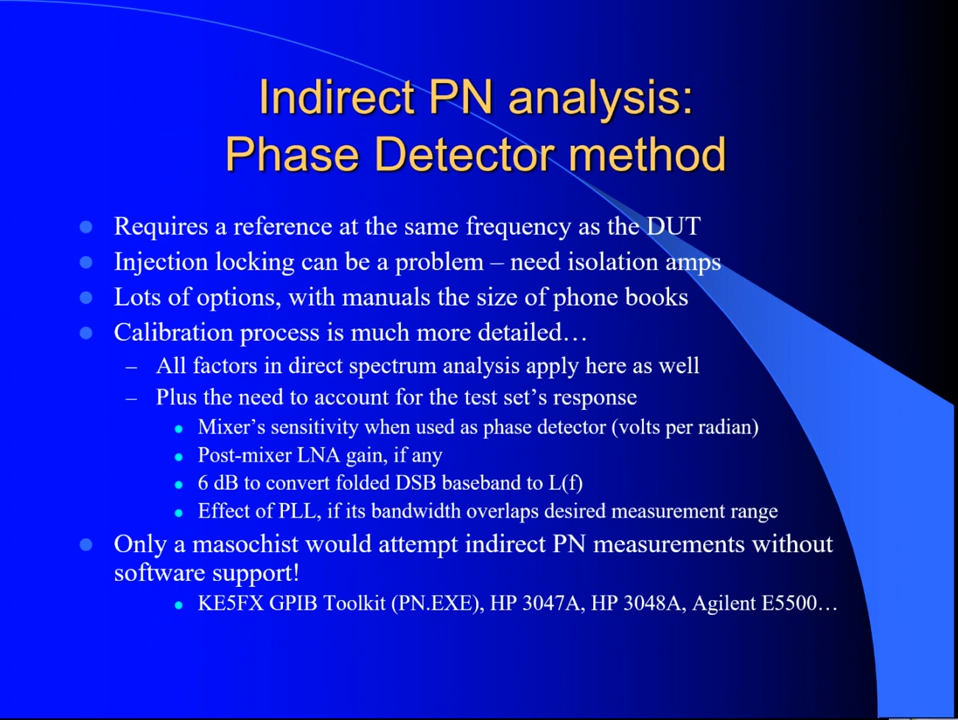 Indirect PN analysis:
Phase Detector method
Requires a reference at the same frequency as the DUT
Injection locking can be a problem – need isolation amps
Lots of options, with manuals the size of phone books
Calibration process is much more detailed…
– All factors in direct spectrum analysis apply here as well
– Plus the need to account for the test set's response
Mixer's sensitivity when used as phase detector (volts per radian)
Post-mixer LNA gain, if any
6 dB to convert folded DSB baseband to L(f)
Effect of PLL, if its bandwidth overlaps desired measurement range
Only a masochist would attempt indirect PN measurements without
software support!
KE5FX GPIB Toolkit (PN.EXE), HP 3047A, HP 3048A, Agilent E5500…